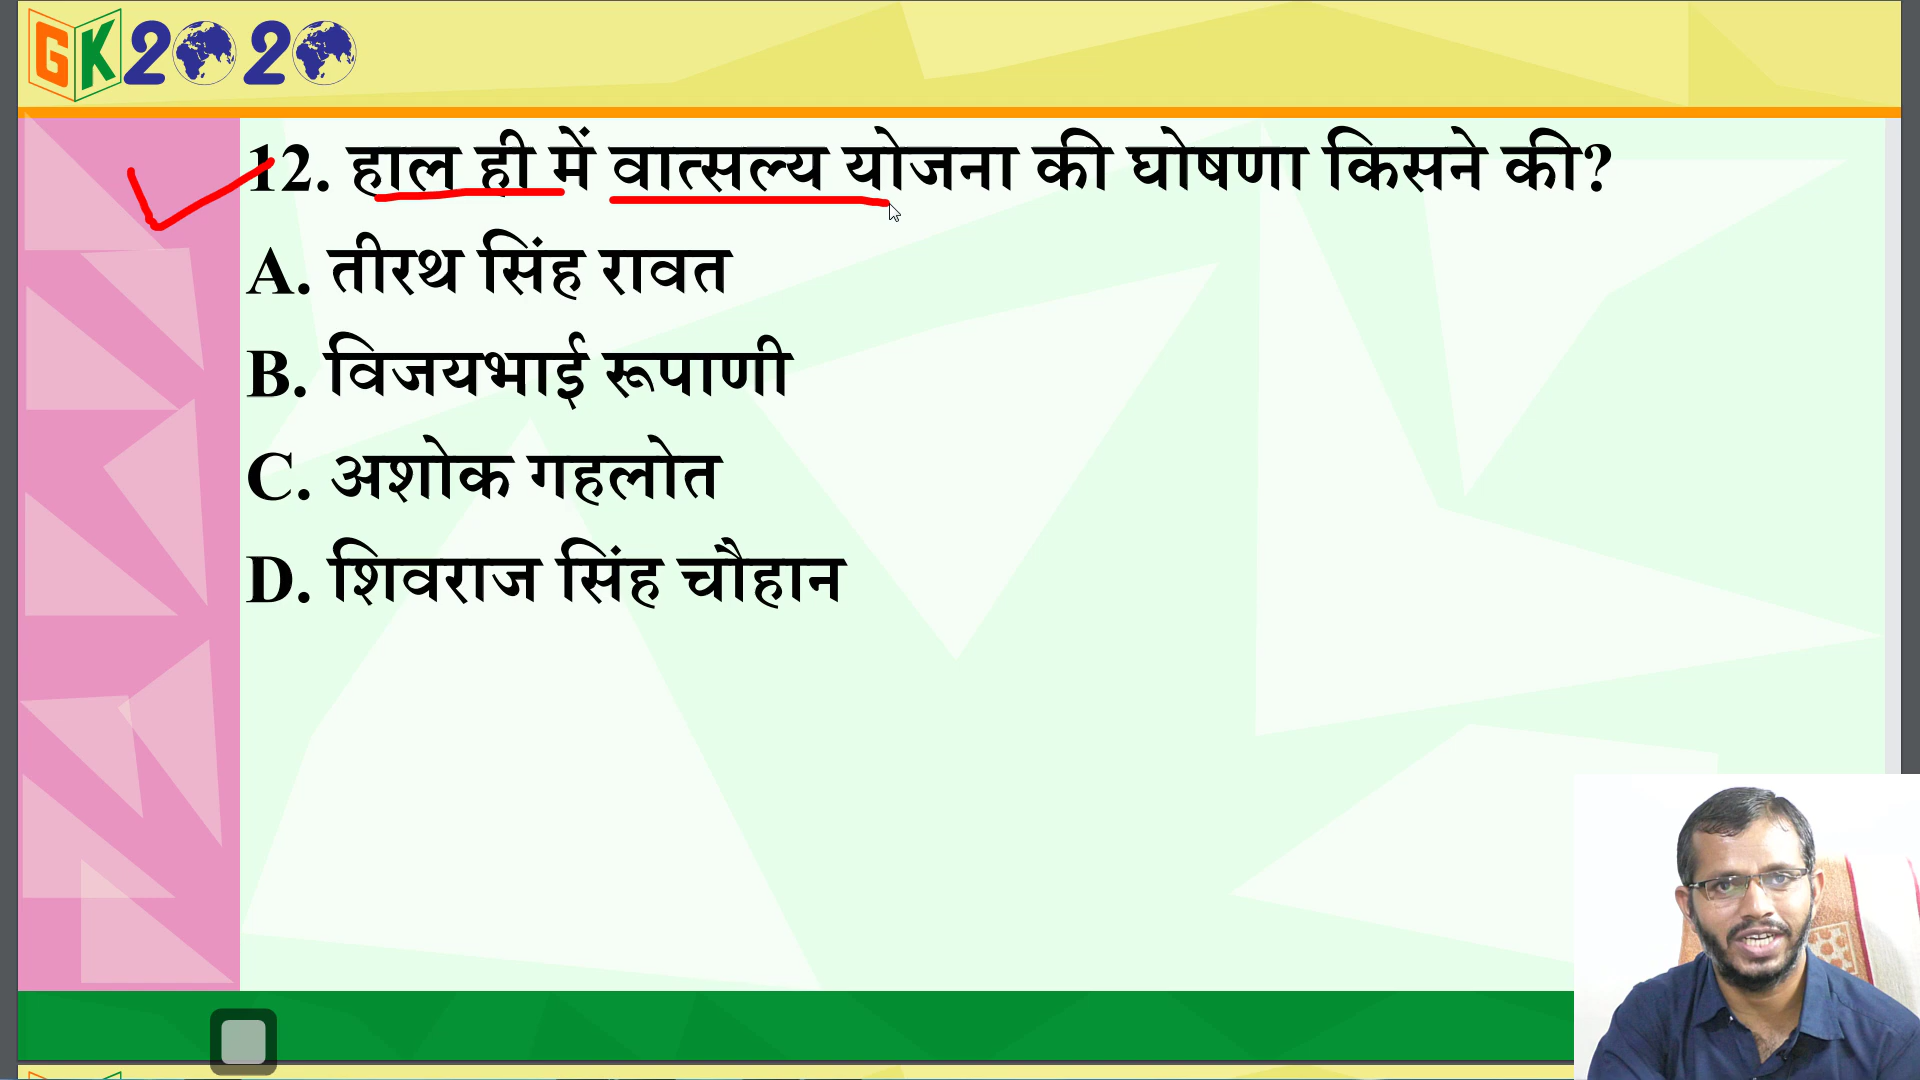 GK2020
12. हाल ही में वात्सल्य योजना की घोषणा किसने की?
A. तीरथ सिंह रावत
B. विजयभाई रूपाणी
C. अशोक गहलोत
D. शिवराज सिंह चौहान